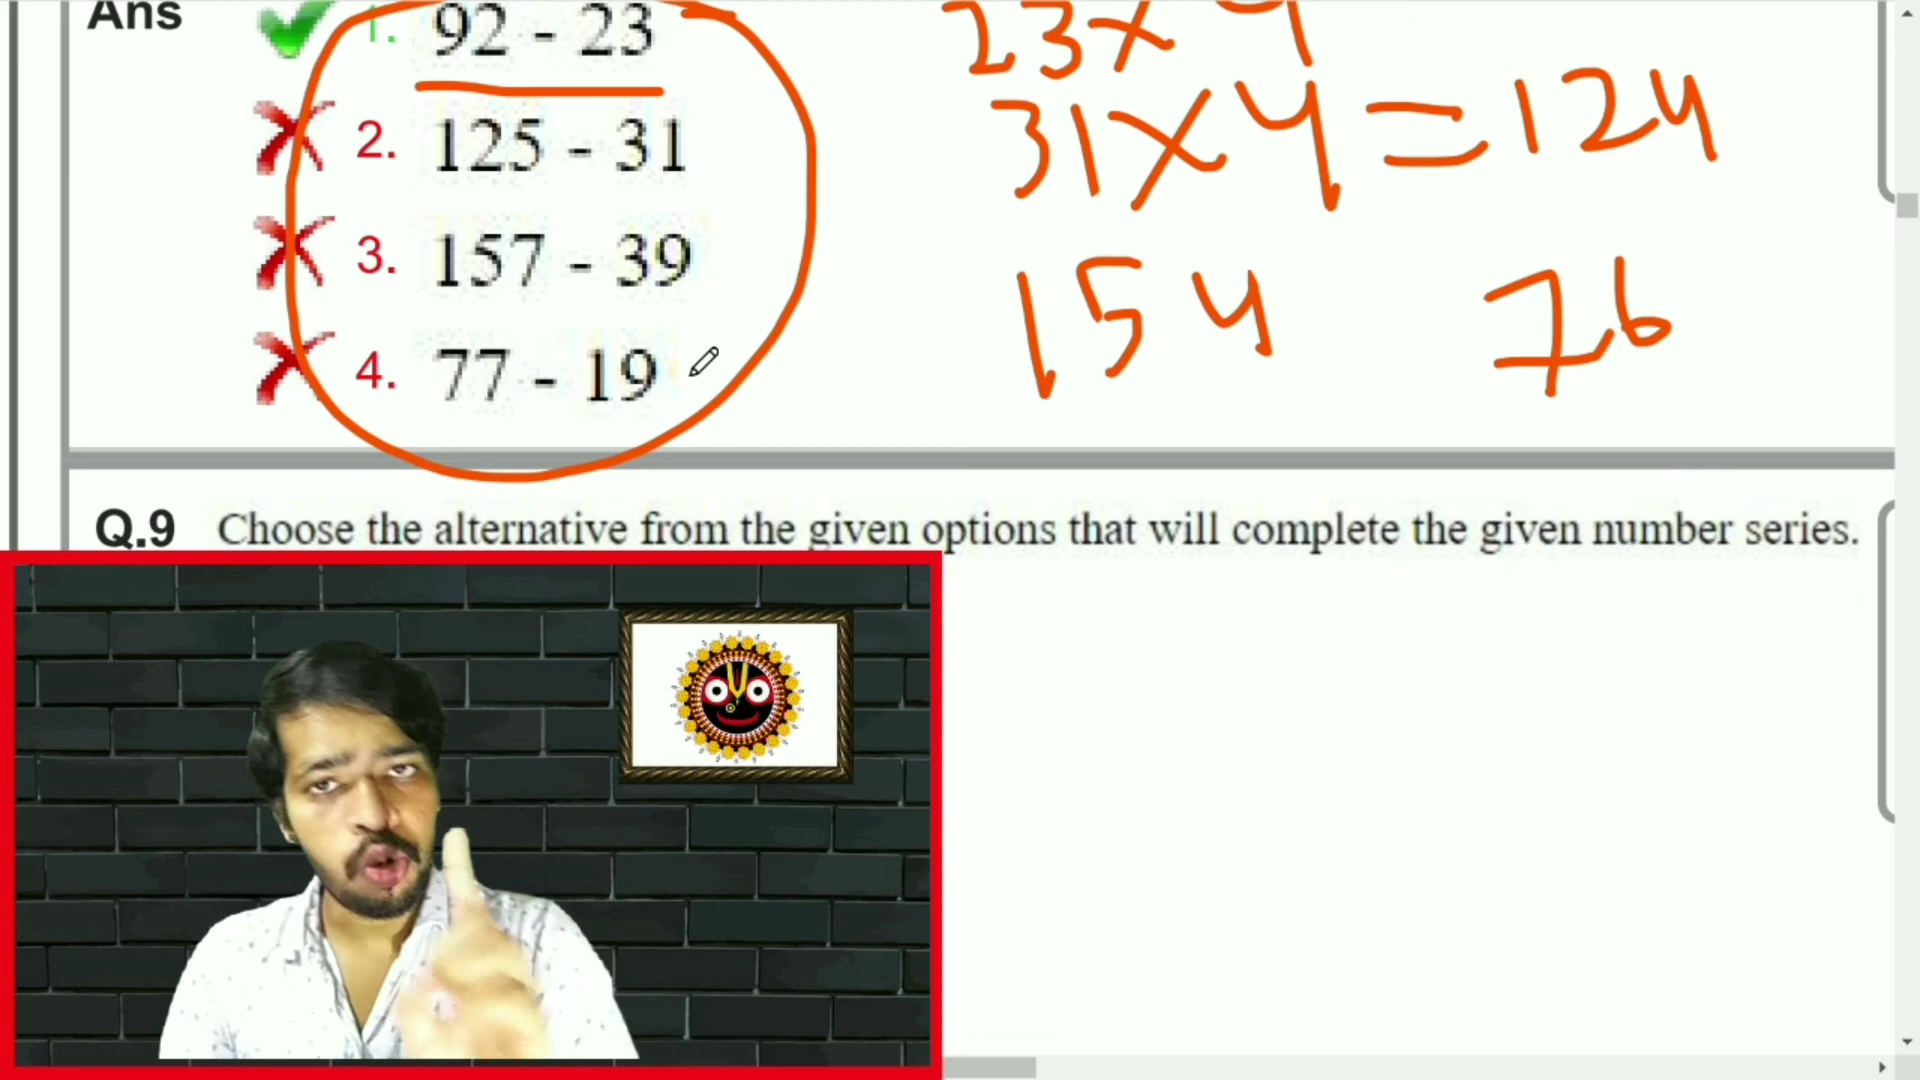 Ans
1. 92 - 23
2. 125 - 31
3. 157 - 39
4. 77 - 19
23 x 4
31 x 4 = 124
154 76
Q.9 Choose the alternative from the given options that will complete the given number series.